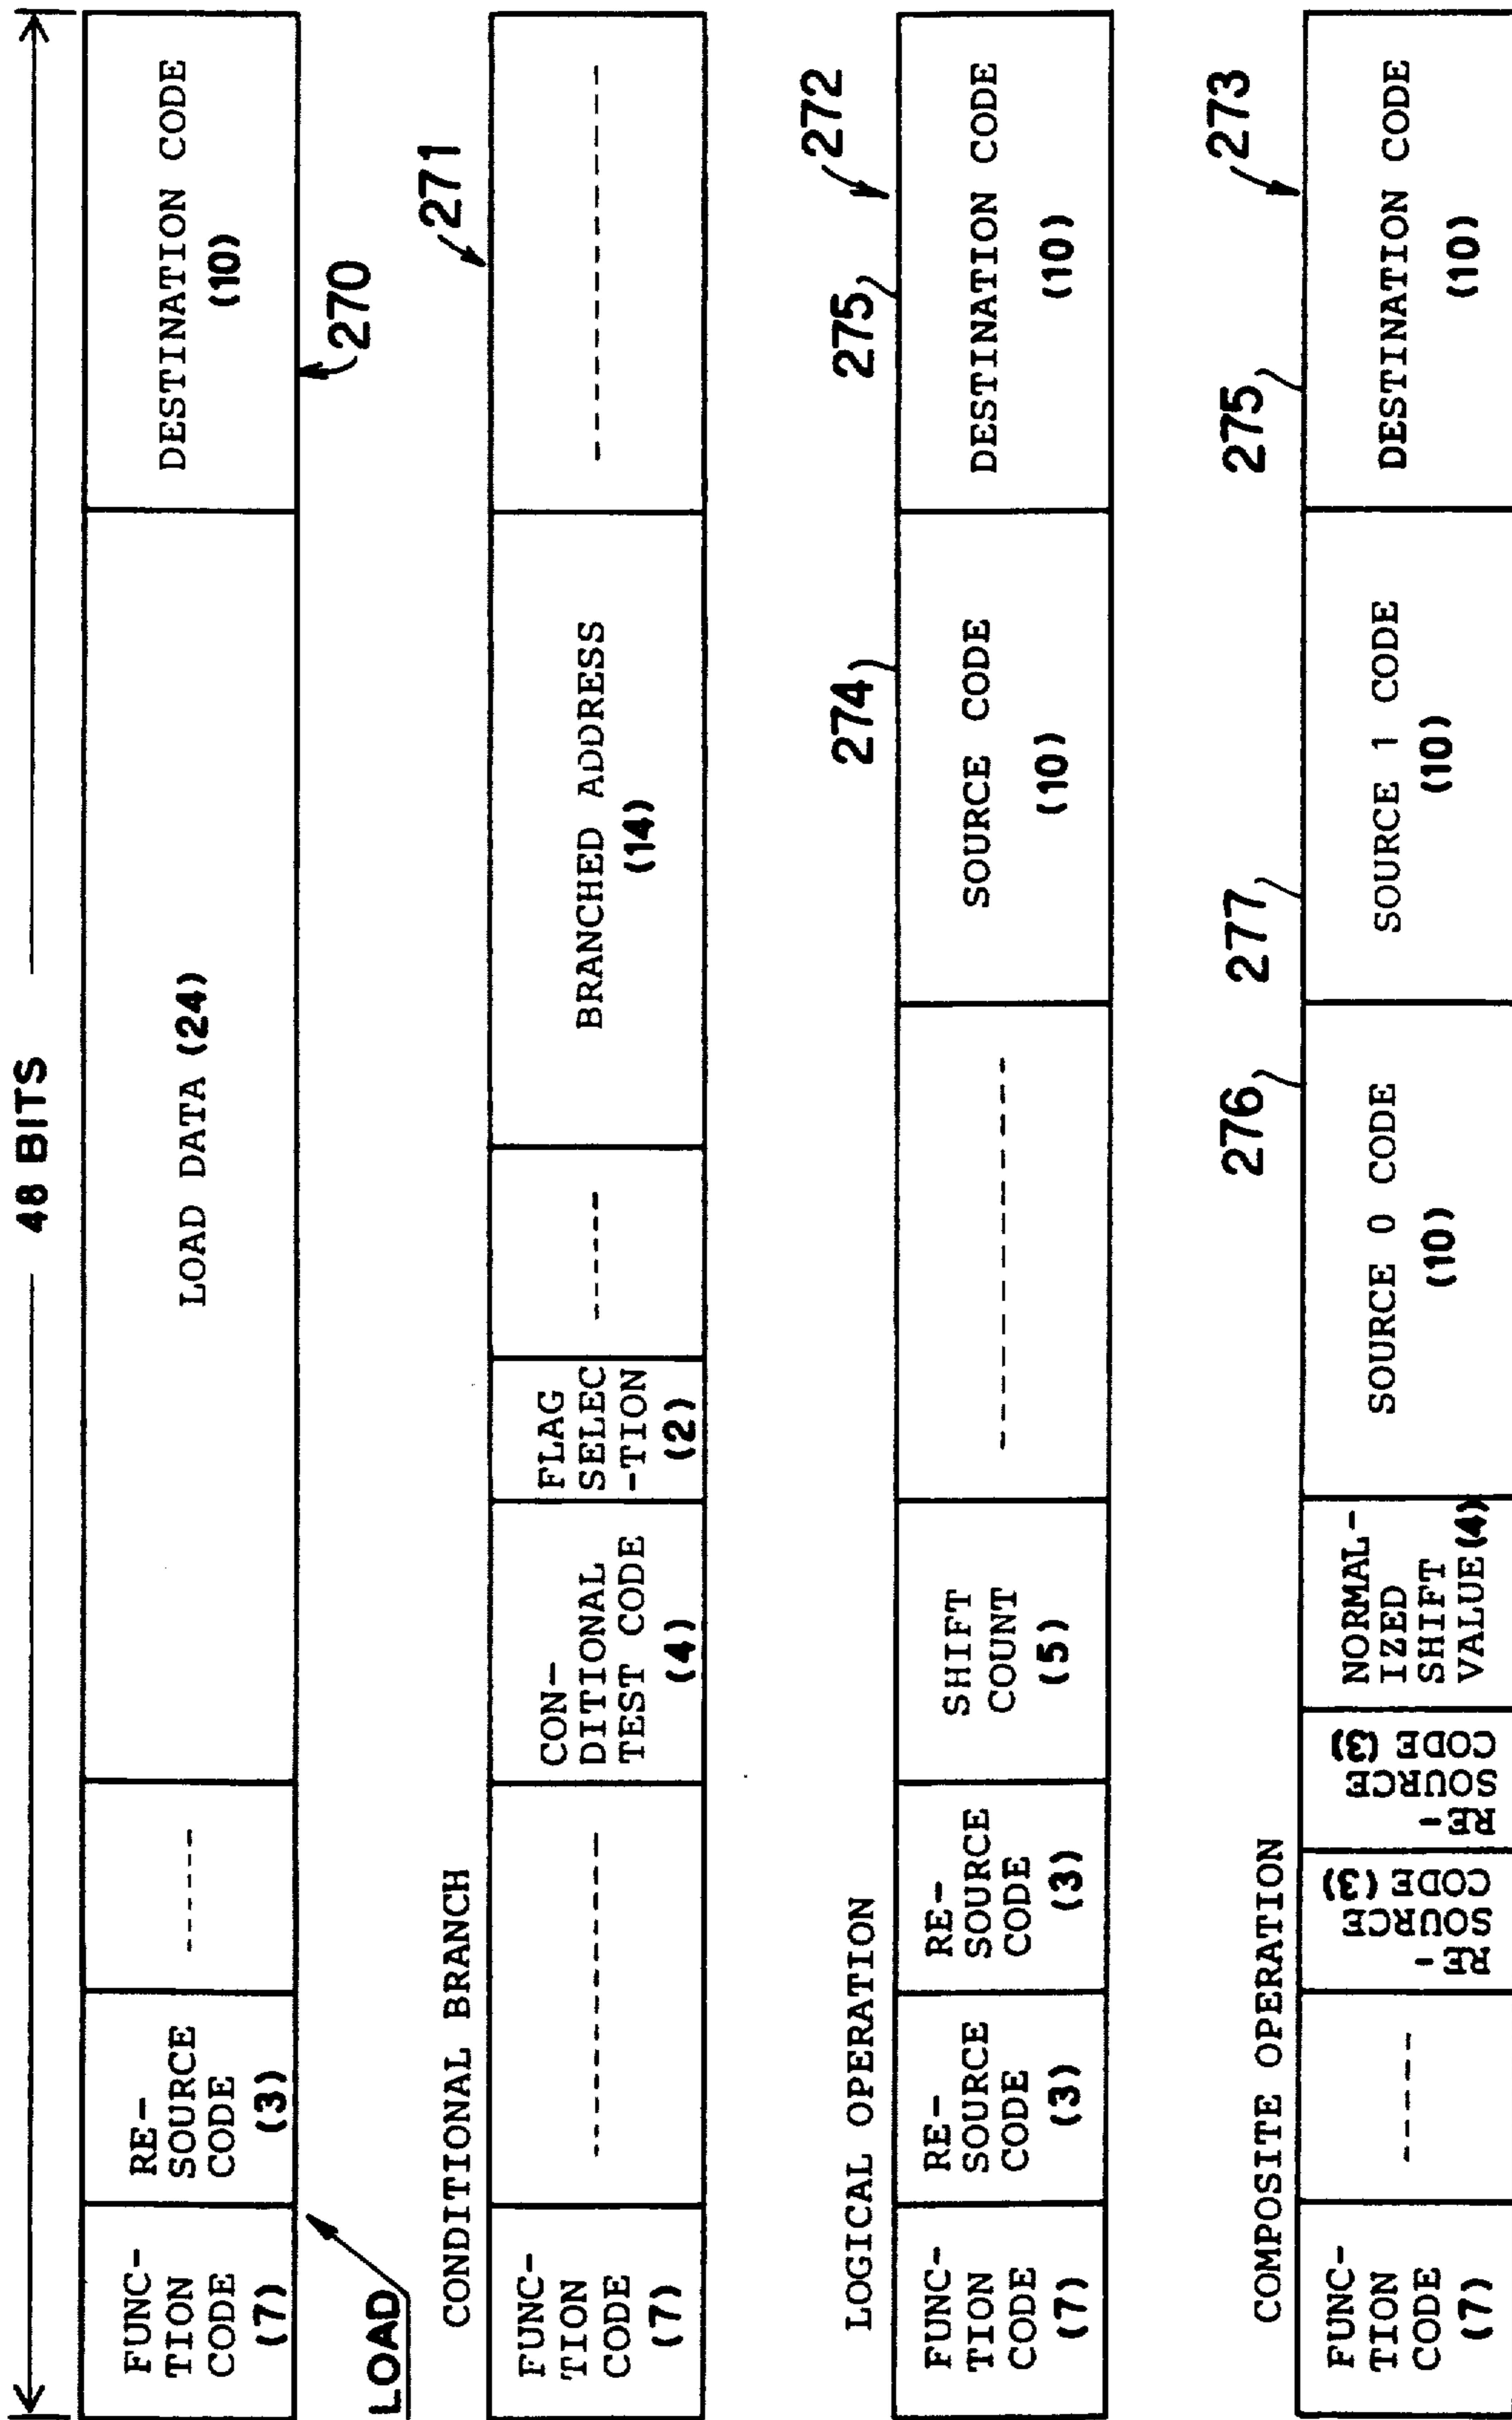 48 BITS
FUNC-
TION
CODE
(7)
RE-
SOURCE
CODE
(3)
------
LOAD DATA (24)
DESTINATION CODE
(10)
LOAD
270
CONDITIONAL BRANCH
271
FUNC-
TION
CODE
(7)
--------------
CON-
DITIONAL
TEST CODE
(4)
FLAG
SELEC
-TION
(2)
------
BRANCHED ADDRESS
(14)
-----------------
LOGICAL OPERATION
274
275
272
FUNC-
TION
CODE
(7)
RE-
SOURCE
CODE
(3)
RE-
SOURCE
CODE
(3)
SHIFT
COUNT
(5)
----------------
SOURCE CODE
(10)
DESTINATION CODE
(10)
COMPOSITE OPERATION
276
277
275
273
FUNC-
TION
CODE
(7)
-----
RE-
SOURCE
CODE (3)
RE-
SOURCE
CODE (3)
NORMAL-
IZED
SHIFT
VALUE (4)
SOURCE 0 CODE
(10)
SOURCE 1 CODE
(10)
DESTINATION CODE
(10)